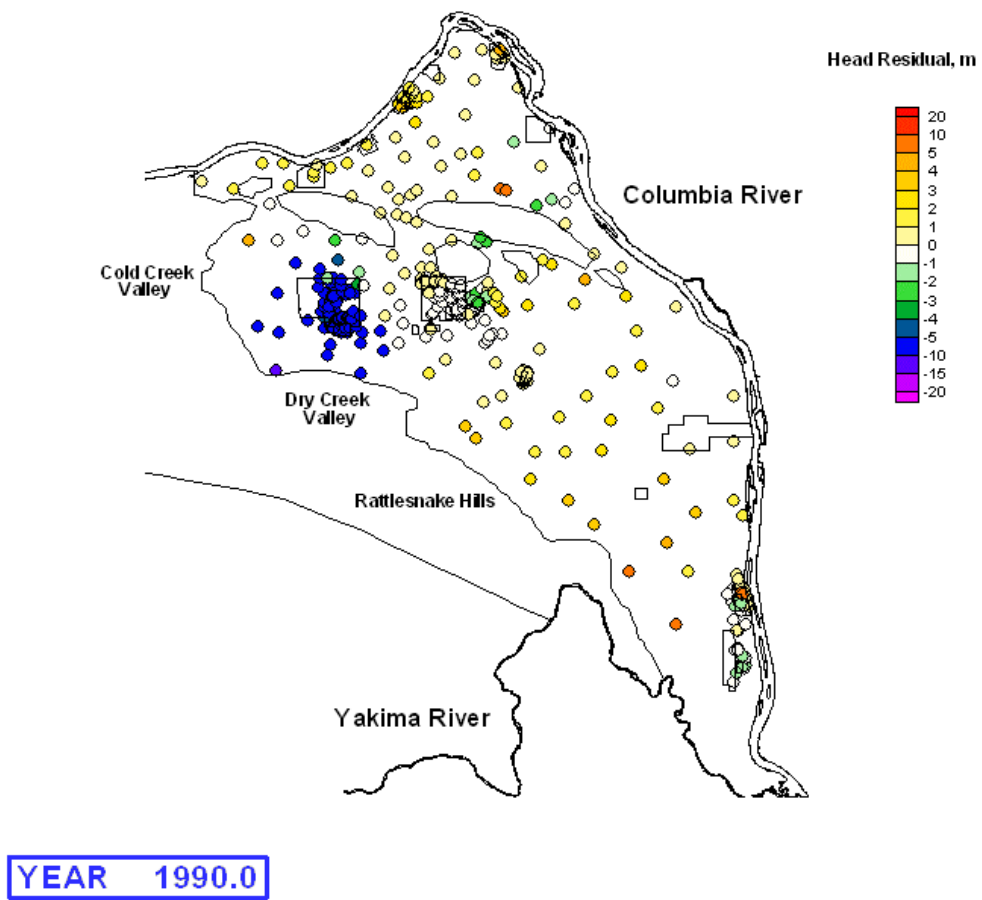 Head Residual, m
20
10
5
4
3
2
1
0
-1
-2
-3
-4
-5
-10
-15
-20
Columbia River
Cold Creek
Valley
Dry Creek
Valley
Rattlesnake Hills
Yakima River
YEAR 1990.0